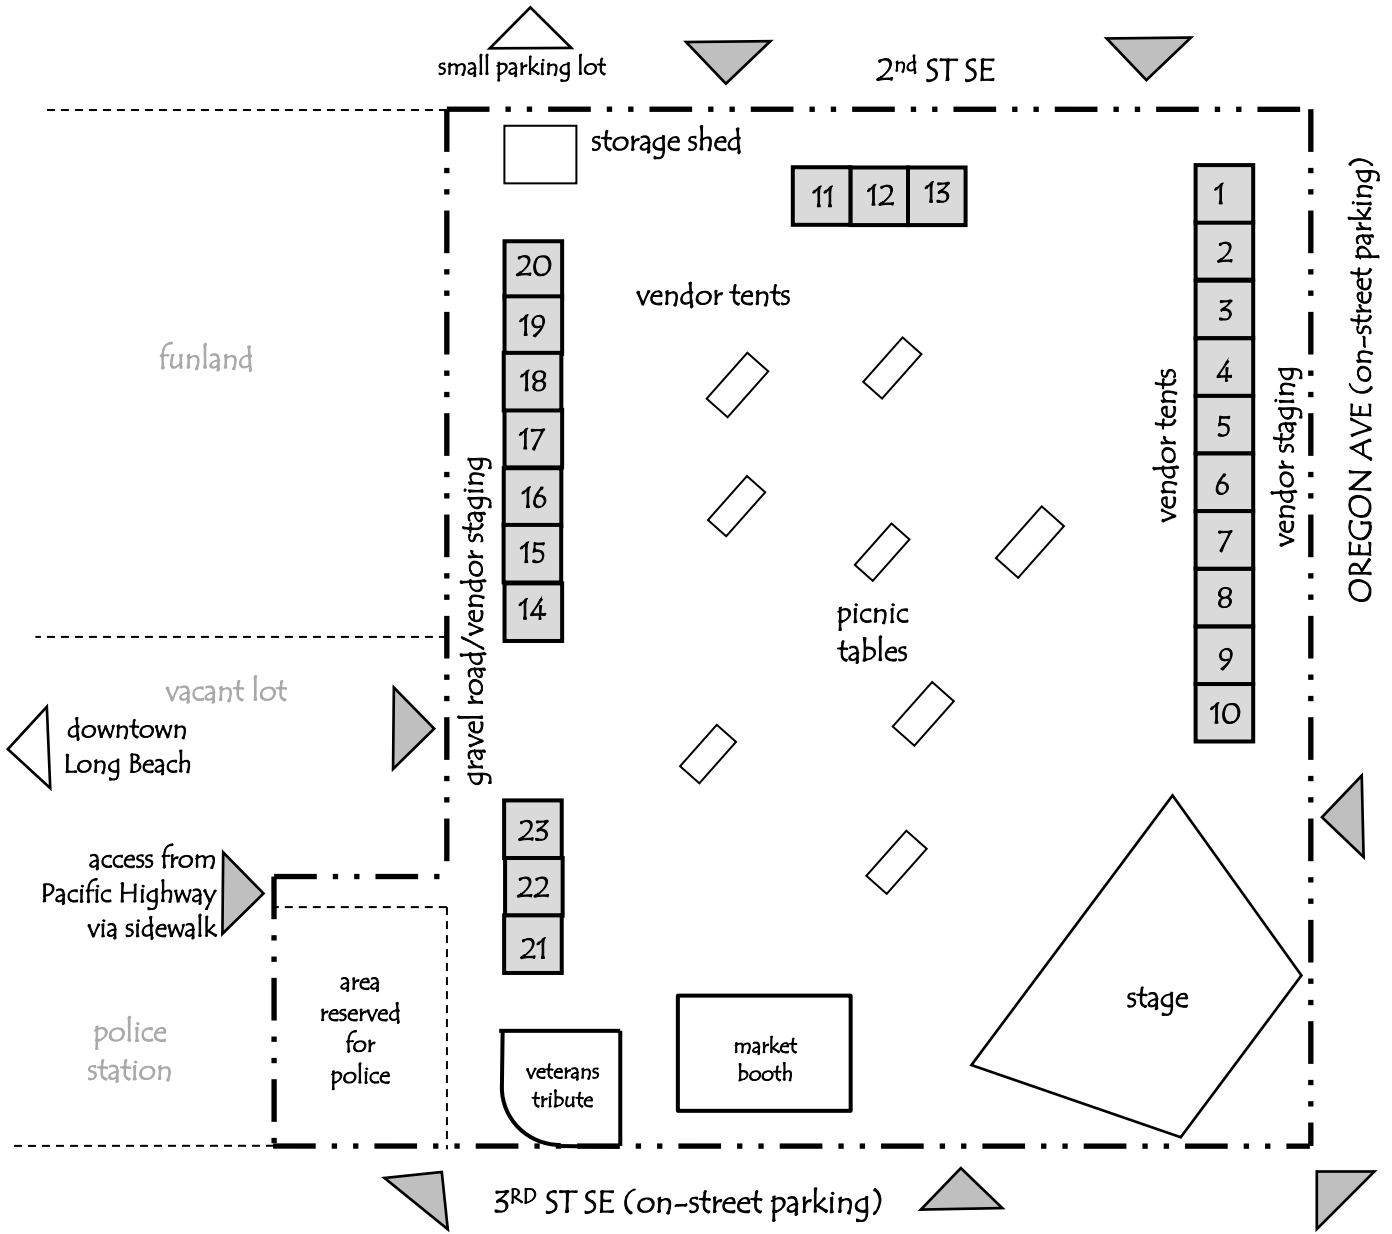 small parking lot
2nd ST SE
storage shed
11 12 13
1
2
3
4
5
6
7
8
9
10
20
19
18
17
16
15
14
vendor tents
funland
vendor tents
vendor staging
OREGON AVE (on-street parking)
gravel road/vendor staging
picnic
tables
vacant lot
downtown
Long Beach
access from
Pacific Highway
via sidewalk
23
22
21
area
reserved
for
police
police
station
veterans
tribute
market
booth
stage
3RD ST SE (on-street parking)